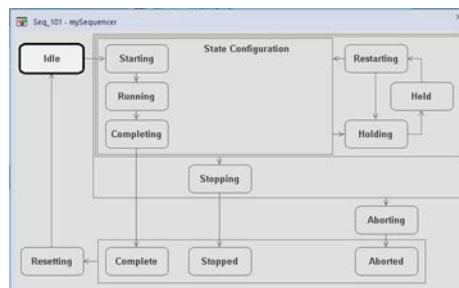 Seq_101 - mySequencer
Idle
Starting
State Configuration
Restarting
Running
Held
Completing
Holding
Stopping
Aborting
Resetting
Complete
Stopped
Aborted